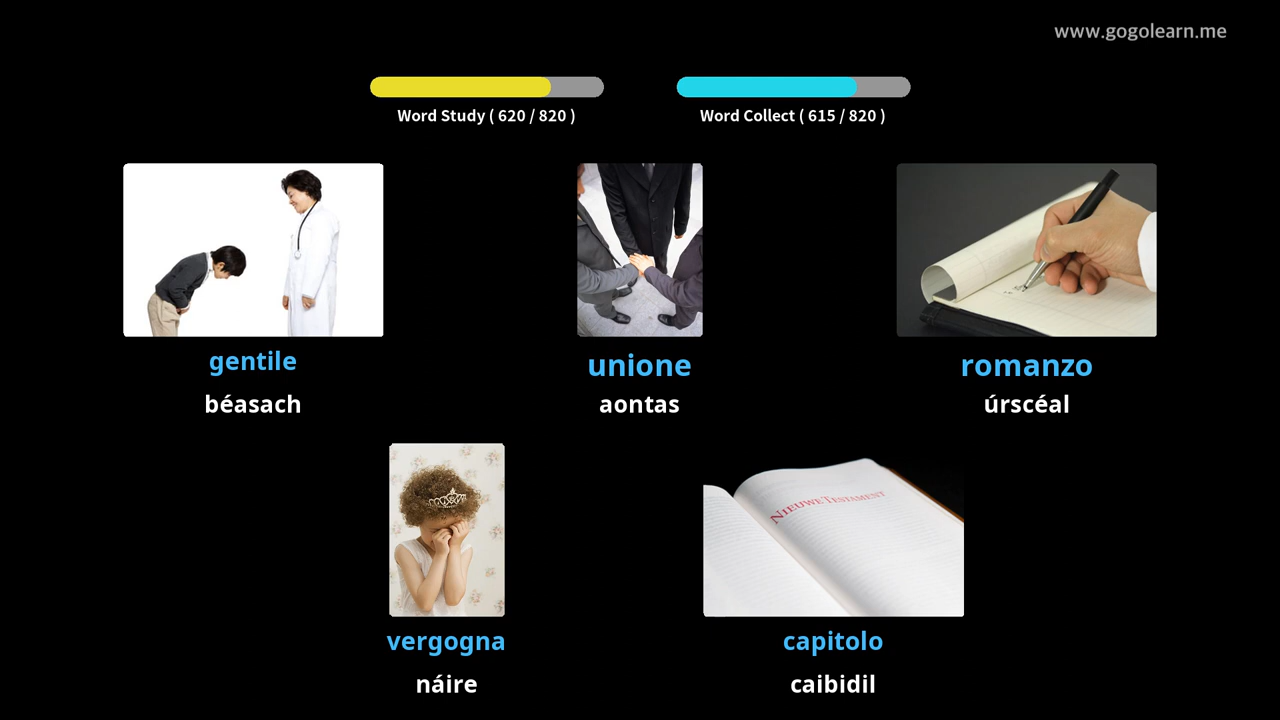 www.gogolearn.me
Word Study ( 620 / 820 )
Word Collect ( 615 / 820 )
gentile
béasach
unione
aontas
romanzo
úrscéal
NIEUWE TESTAMENT
vergogna
náire
capitolo
caibidil